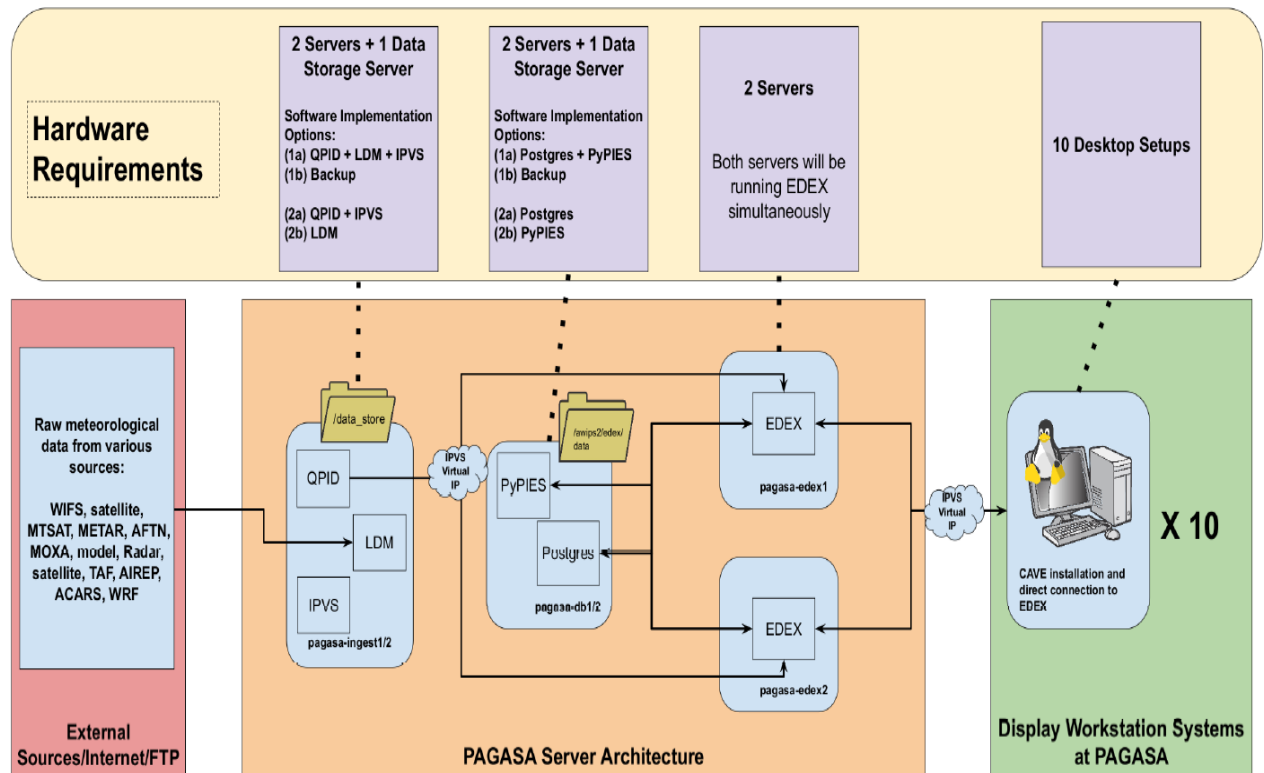 Hardware
Requirements
2 Servers + 1 Data
Storage Server
Software Implementation
Options:
(1a) QPID + LDM + IPVS
(1b) Backup
(2a) QPID + IPVS
(2b) LDM
2 Servers + 1 Data
Storage Server
Software Implementation
Options:
(1a) Postgres + PyPIES
(1b) Backup
(2a) Postgres
(2b) PyPIES
2 Servers
Both servers will be
running EDEX
simultaneously
10 Desktop Setups
Raw meteorological
data from various
sources:
WIFS, satellite,
MTSAT, METAR, AFTN,
MOXA, model, Radar,
satellite, TAF, AIREP,
ACARS, WRF
External
Sources/Internet/FTP
/data_store
QPID
LDM
IPVS
pagasa-ingest1/2
IPVS
Virtual
IP
/awips2/edex/
data
PyPIES
Postgres
pagasa-db1/2
EDEX
pagasa-edex1
EDEX
pagasa-edex2
PAGASA Server Architecture
IPVS
Virtual
IP
X 10
CAVE installation and
direct connection to
EDEX
Display Workstation Systems
at PAGASA